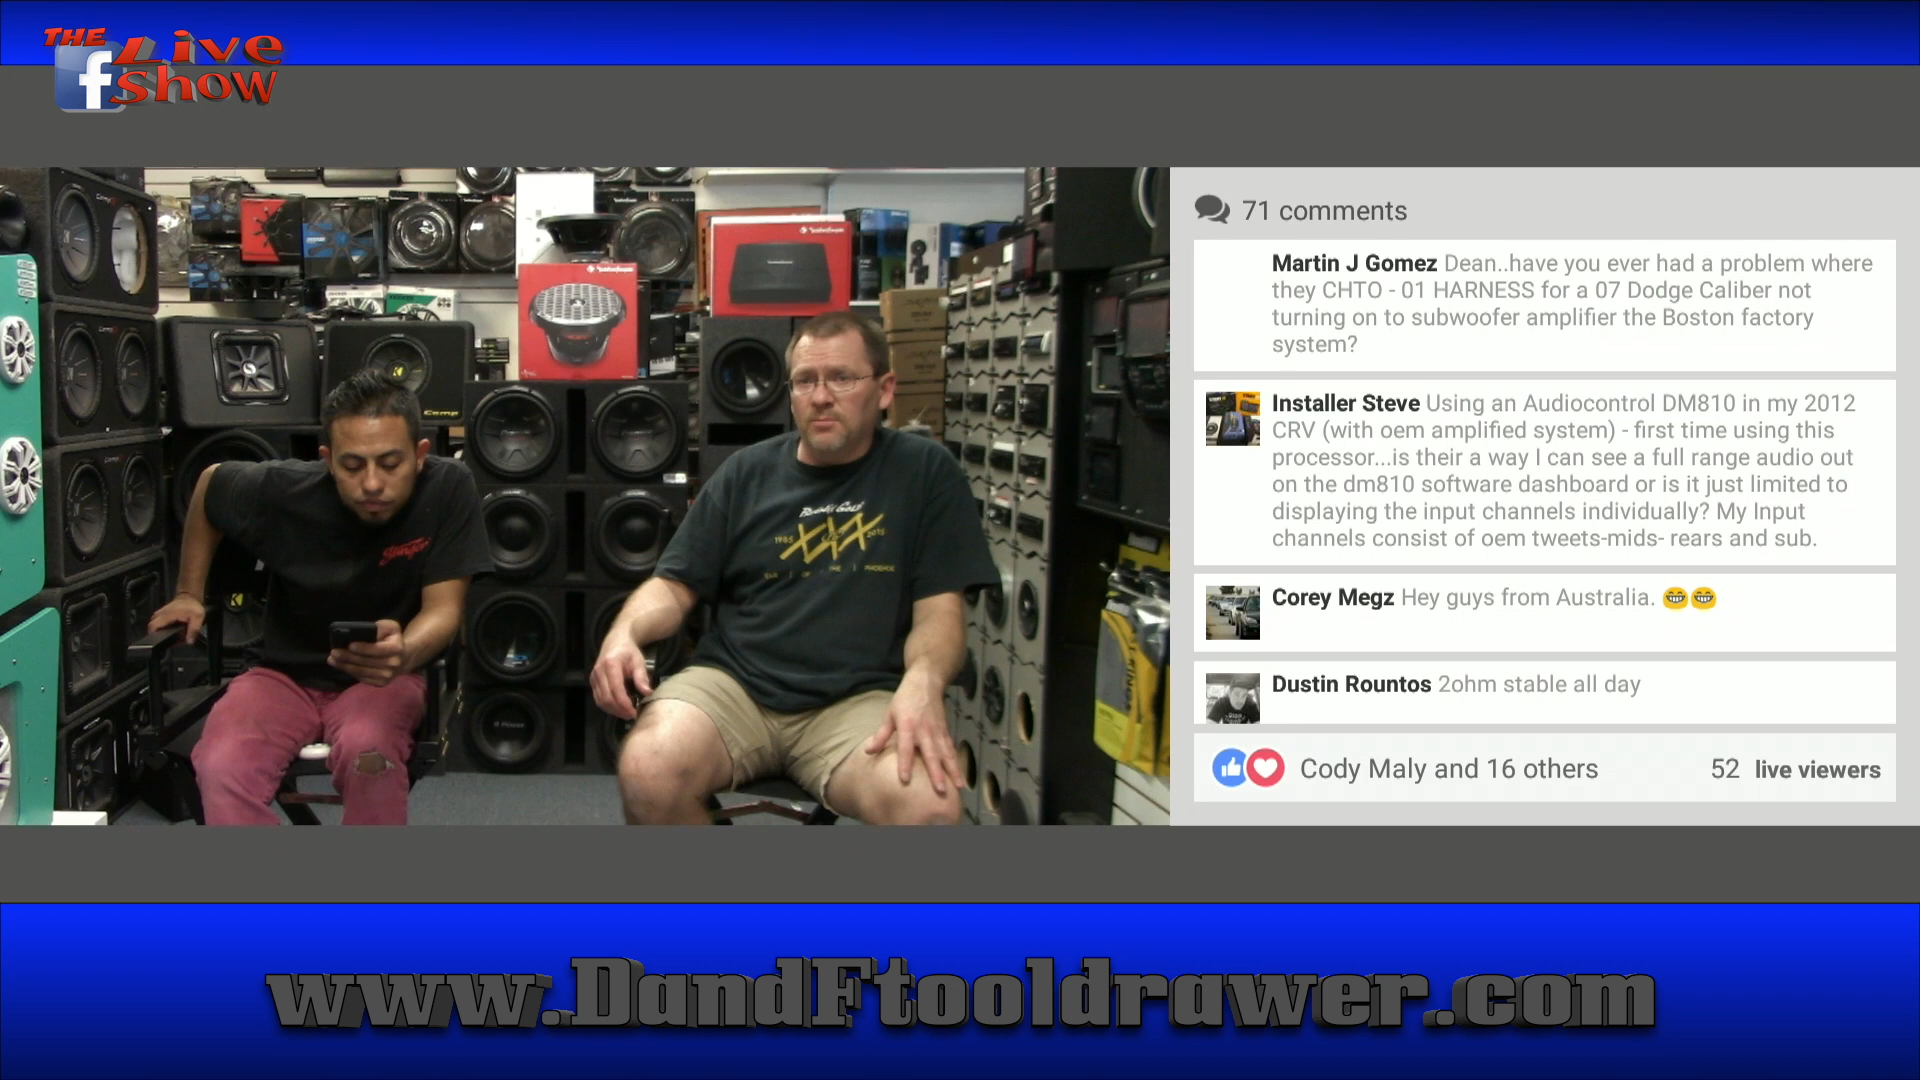 THE
Live
f Show
71 comments
Martin J Gomez Dean..have you ever had a problem where
they CHTO - 01 HARNESS for a 07 Dodge Caliber not
turning on to subwoofer amplifier the Boston factory
system?
Installer Steve Using an Audiocontrol DM810 in my 2012
CRV (with oem amplified system) - first time using this
processor...is their a way I can see a full range audio out
on the dm810 software dashboard or is it just limited to
displaying the input channels individually? My Input
channels consist of oem tweets-mids- rears and sub.
Corey Megz Hey guys from Australia. 😂😂
Dustin Rountos 2ohm stable all day
Cody Maly and 16 others 52 live viewers
Stinger
1985 XXX 2015
Comp
www.DandFtooldrawer.com